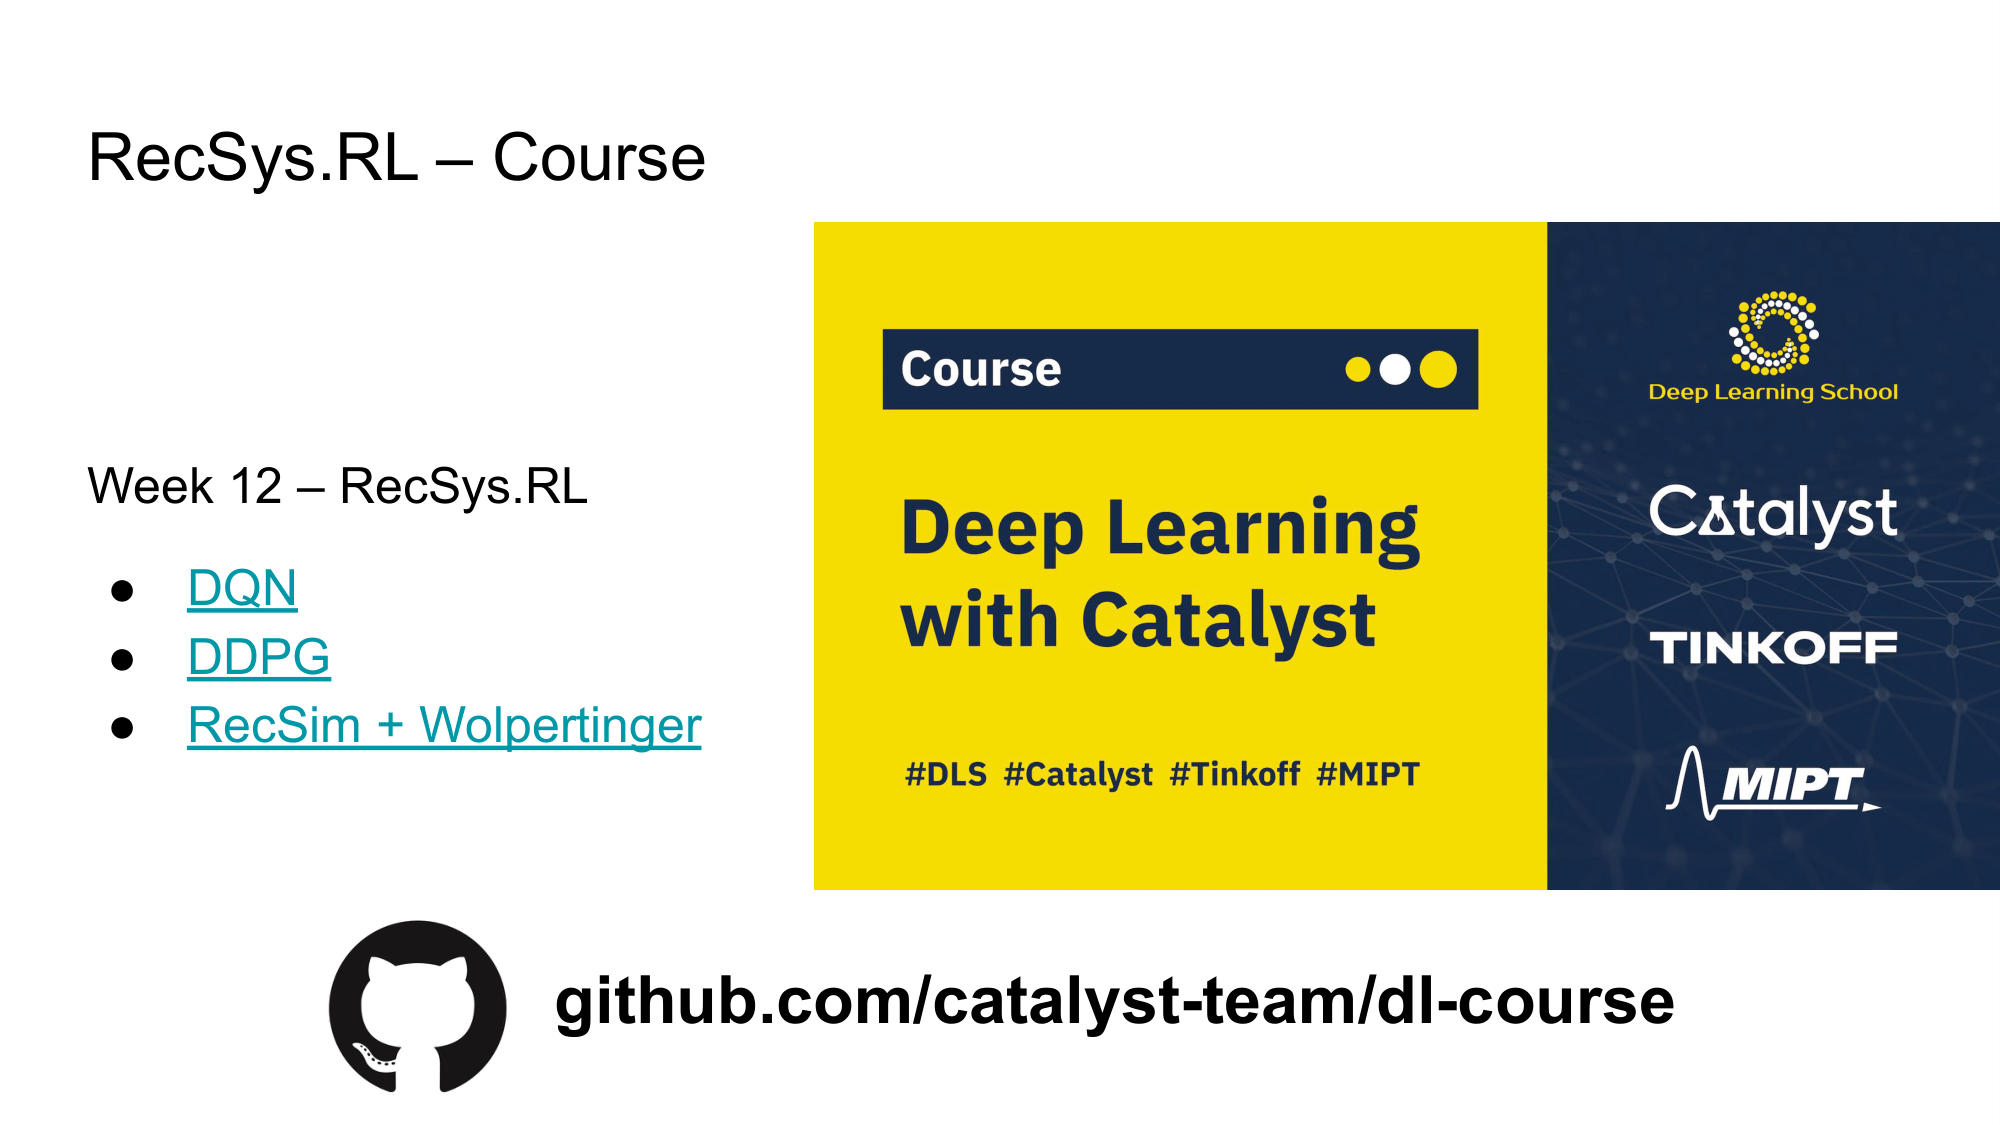 RecSys.RL – Course
Week 12 – RecSys.RL
● DQN
● DDPG
● RecSim + Wolpertinger
Course
Deep Learning
with Catalyst
#DLS #Catalyst #Tinkoff #MIPT
Deep Learning School
Catalyst
TINKOFF
MIPT
github.com/catalyst-team/dl-course